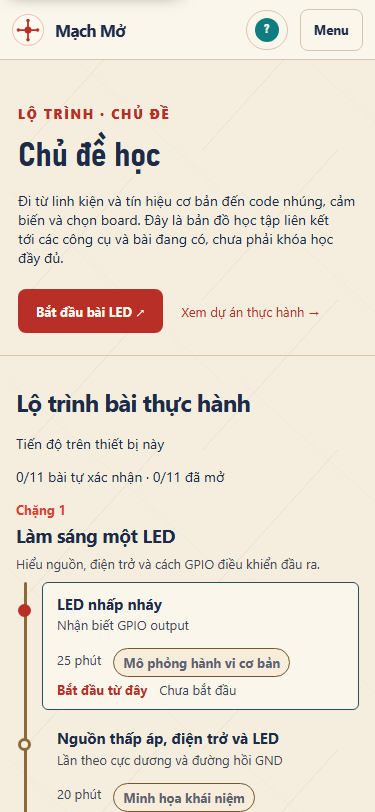 Mạch Mở
?
Menu
LỘ TRÌNH · CHỦ ĐỀ
Chủ đề học
Đi từ linh kiện và tín hiệu cơ bản đến code nhúng, cảm
biến và chọn board. Đây là bản đồ học tập liên kết
tới các công cụ và bài đang có, chưa phải khóa học
đầy đủ.
Bắt đầu bài LED ↗
Xem dự án thực hành →
Lộ trình bài thực hành
Tiến độ trên thiết bị này
0/11 bài tự xác nhận · 0/11 đã mở
Chặng 1
Làm sáng một LED
Hiểu nguồn, điện trở và cách GPIO điều khiển đầu ra.
LED nhấp nháy
Nhận biết GPIO output
25 phút Mô phỏng hành vi cơ bản
Bắt đầu từ đây Chưa bắt đầu
Nguồn thấp áp, điện trở và LED
Lần theo cực dương và đường hồi GND
20 phút Minh họa khái niệm